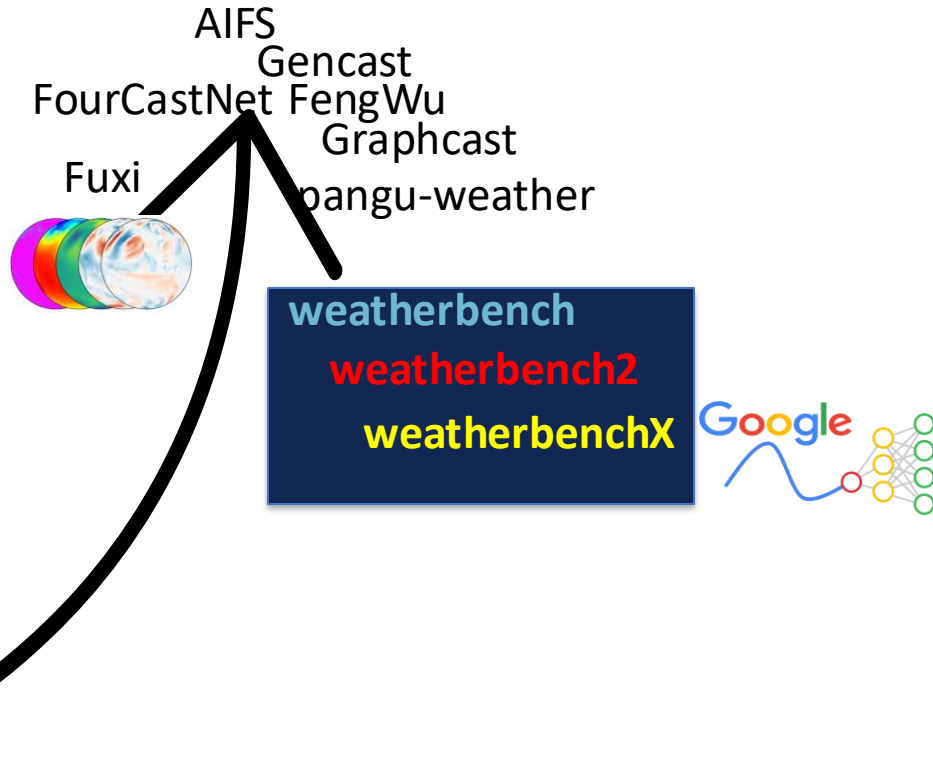 AIFS
Gencast
FourCastNet FengWu
Graphcast
Fuxi
pangu-weather
weatherbench
weatherbench2
weatherbenchX
Google